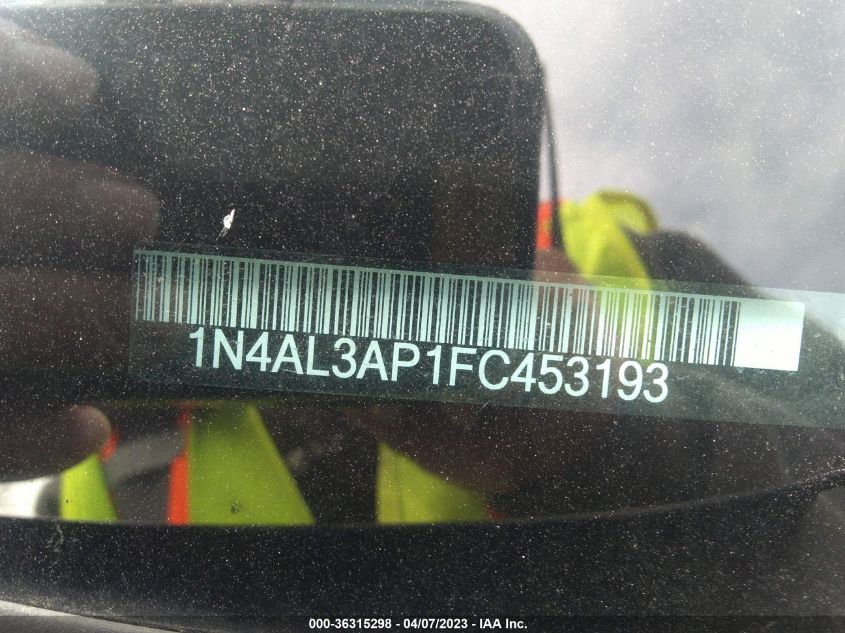 1N4AL3AP1FC453193
000-36315298 - 04/07/2023 - IAA Inc.